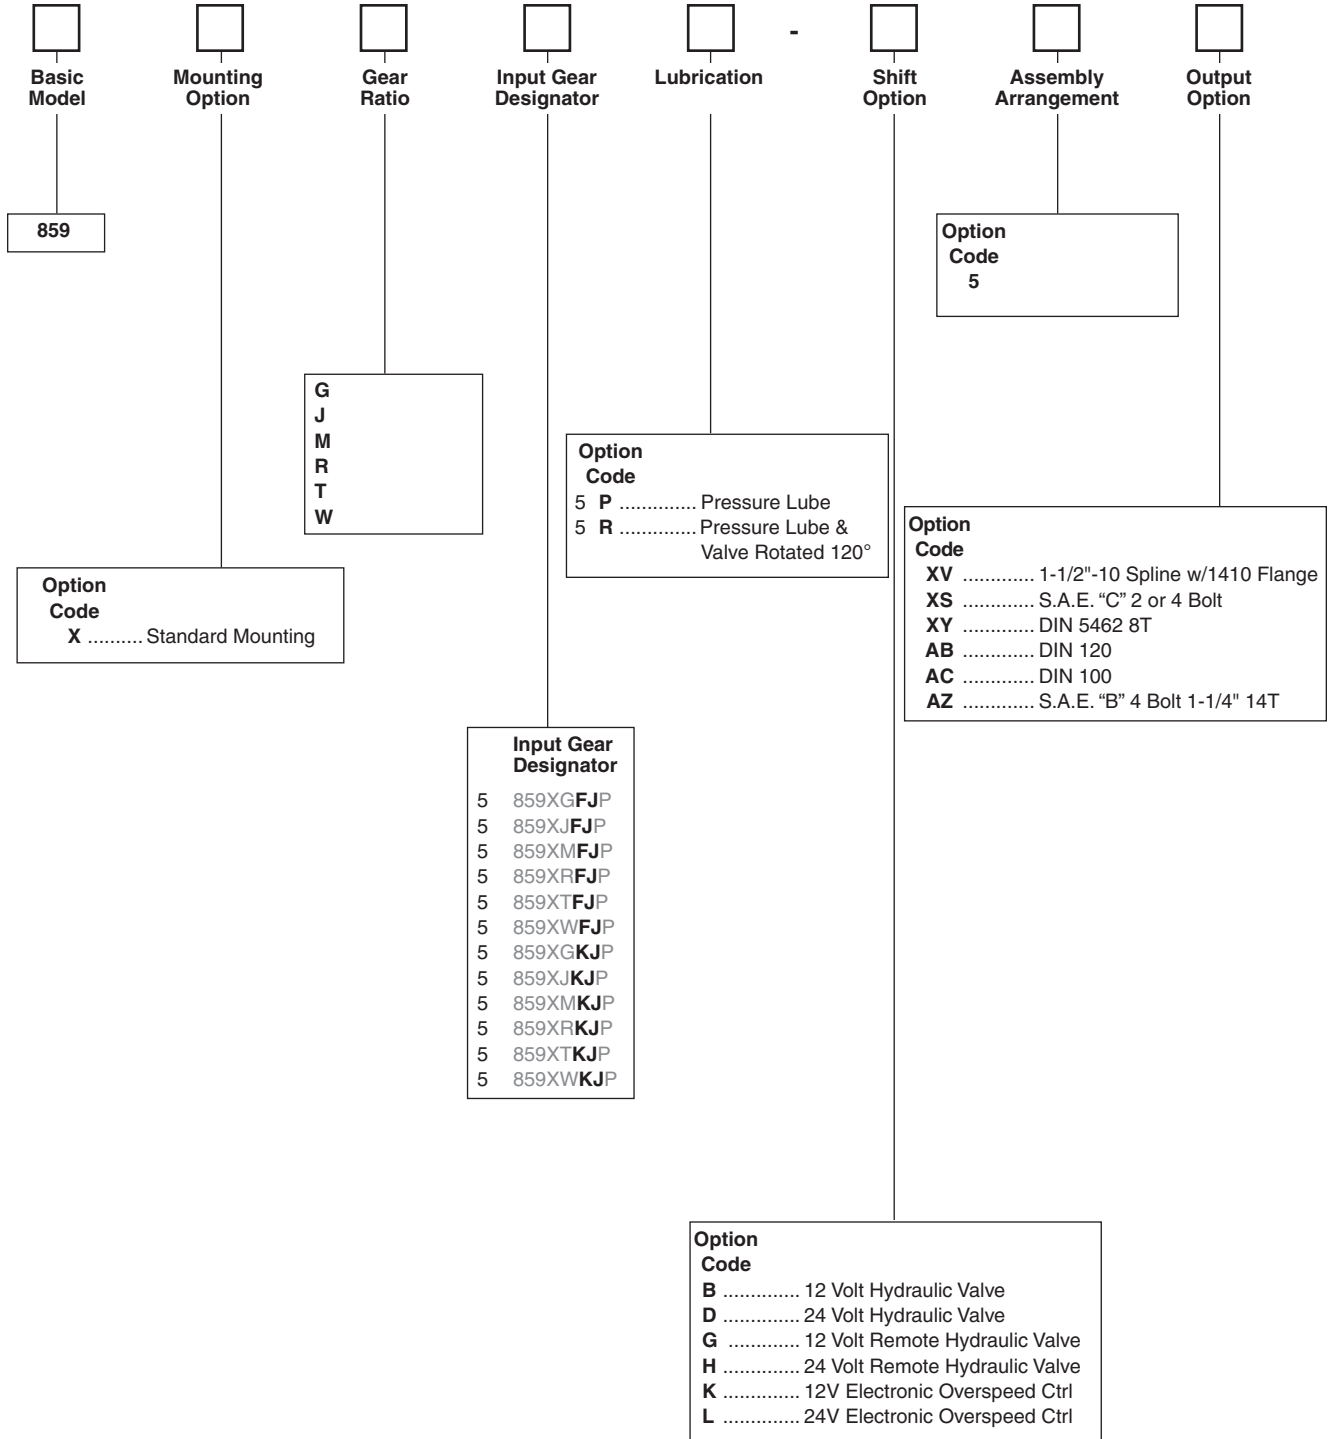 -
Basic Model
Mounting Option
Gear Ratio
Input Gear Designator
Lubrication
Shift Option
Assembly Arrangement
Output Option
859
Option
Code
5
G
J
M
R
T
W
Option
Code
5 P .............. Pressure Lube
5 R .............. Pressure Lube &
Valve Rotated 120°
Option
Code
XV ............. 1-1/2"-10 Spline w/1410 Flange
XS ............. S.A.E. “C” 2 or 4 Bolt
XY ............. DIN 5462 8T
AB ............. DIN 120
AC ............. DIN 100
AZ ............. S.A.E. “B” 4 Bolt 1-1/4" 14T
Option
Code
X .......... Standard Mounting
Input Gear
Designator
5 859XGFJP
5 859XJFJP
5 859XMFJP
5 859XRFJP
5 859XTFJP
5 859XWFJP
5 859XGKJP
5 859XJKJP
5 859XMKJP
5 859XRKJP
5 859XTKJP
5 859XWKJP
Option
Code
B .............. 12 Volt Hydraulic Valve
D .............. 24 Volt Hydraulic Valve
G ............. 12 Volt Remote Hydraulic Valve
H .............. 24 Volt Remote Hydraulic Valve
K .............. 12V Electronic Overspeed Ctrl
L .............. 24V Electronic Overspeed Ctrl